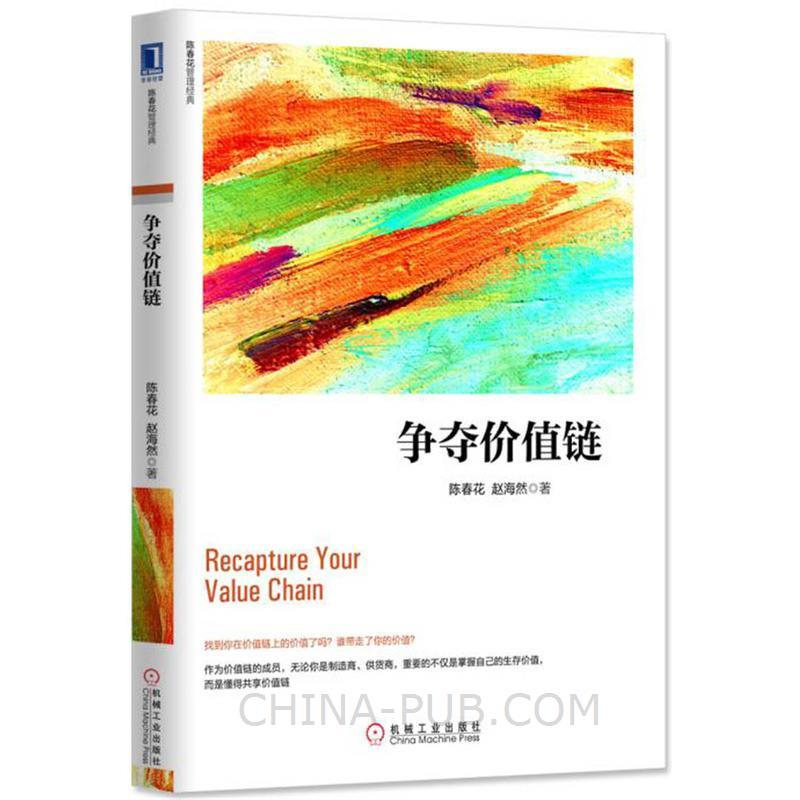 华章经管
陈春花管理经典
争夺价值链
陈春花 赵海然◎著
机械工业出版社
China Machine Press
陈春花管理经典
争夺价值链
陈春花 赵海然◎著
Recapture Your
Value Chain
找到你在价值链上的价值了吗？谁带走了你的价值？
作为价值链的成员，无论你是制造商、供货商，重要的不仅是掌握自己的生存价值，
而是懂得共享价值链
CHINA-PUB.COM
机械工业出版社
China Machine Press